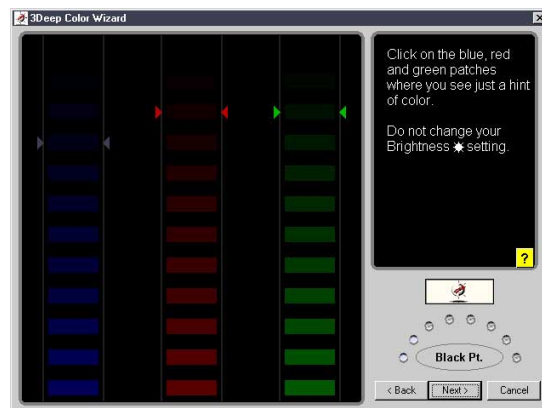 3Deep Color Wizard
Click on the blue, red
and green patches
where you see just a hint
of color.
Do not change your
Brightness setting.
?
Black Pt.
< Back
Next >
Cancel